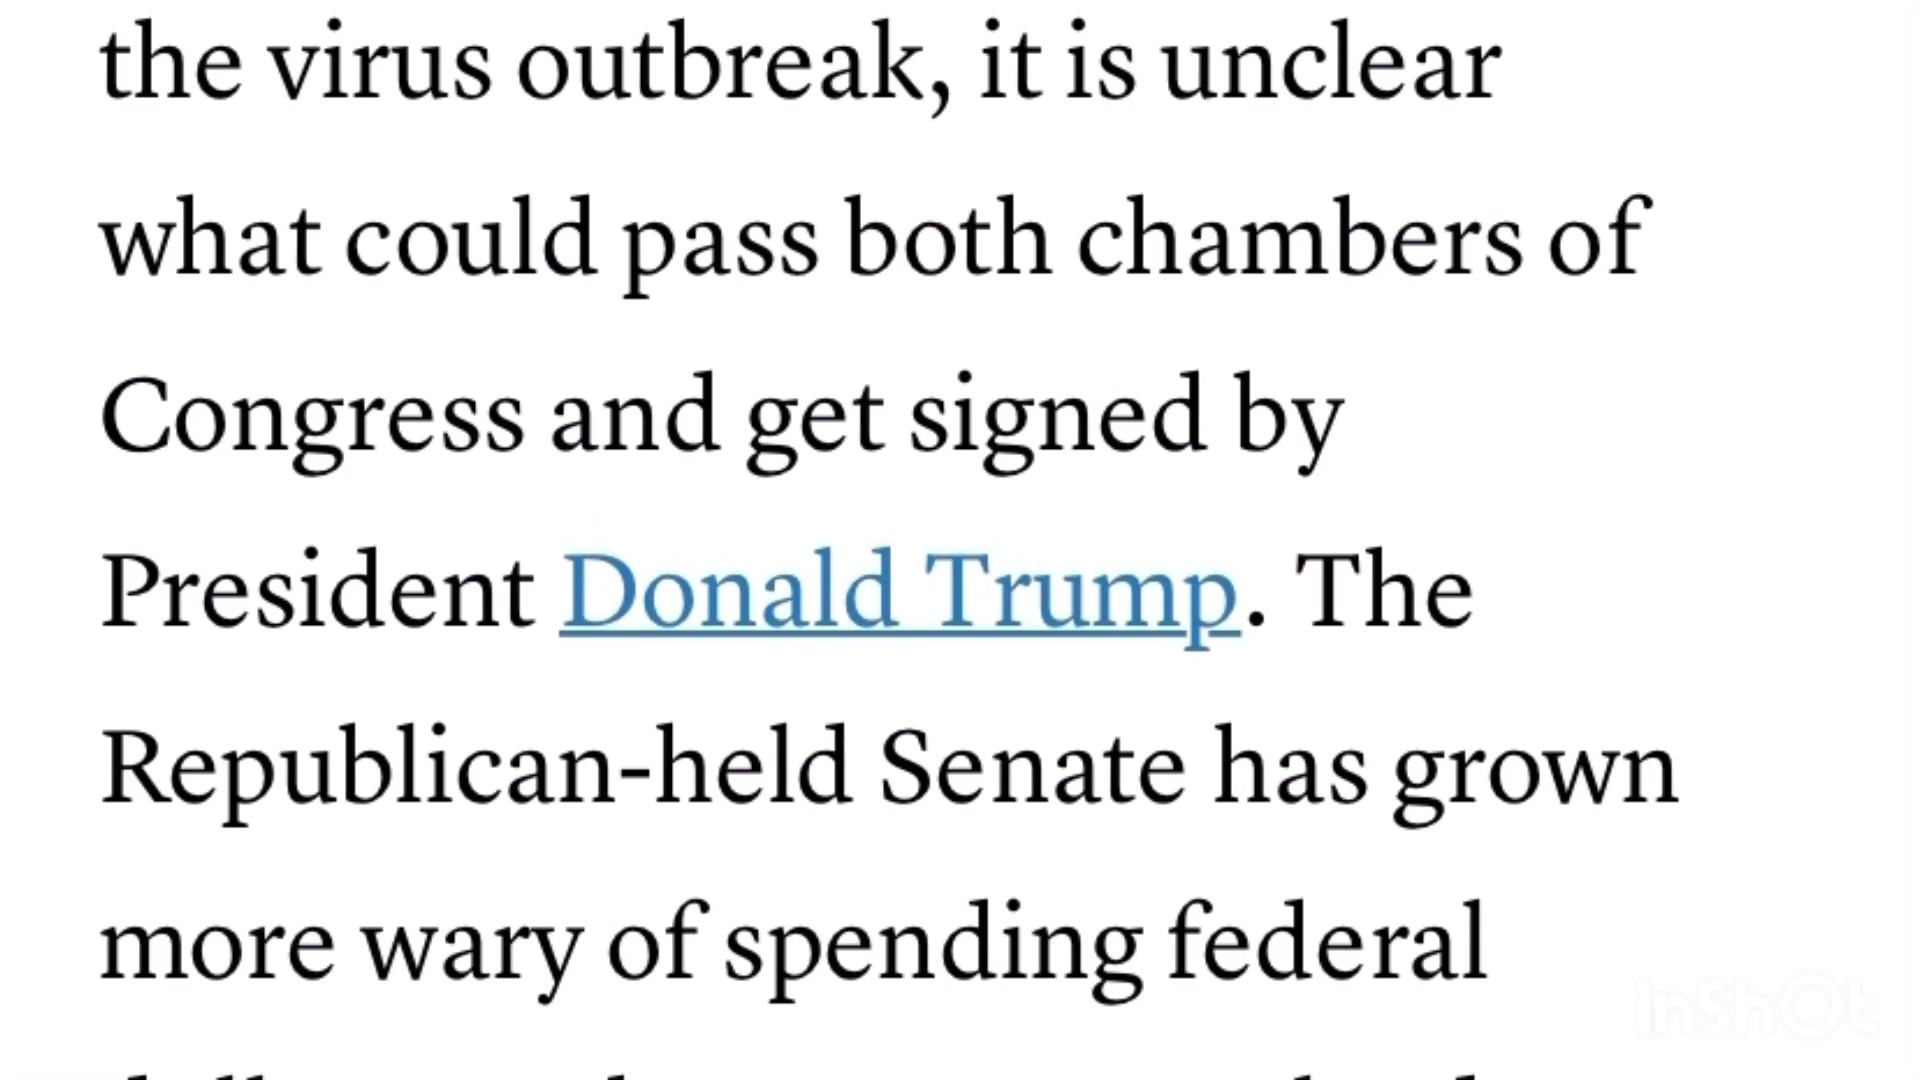 the virus outbreak, it is unclear
what could pass both chambers of
Congress and get signed by
President Donald Trump. The
Republican-held Senate has grown
more wary of spending federal
InShOt